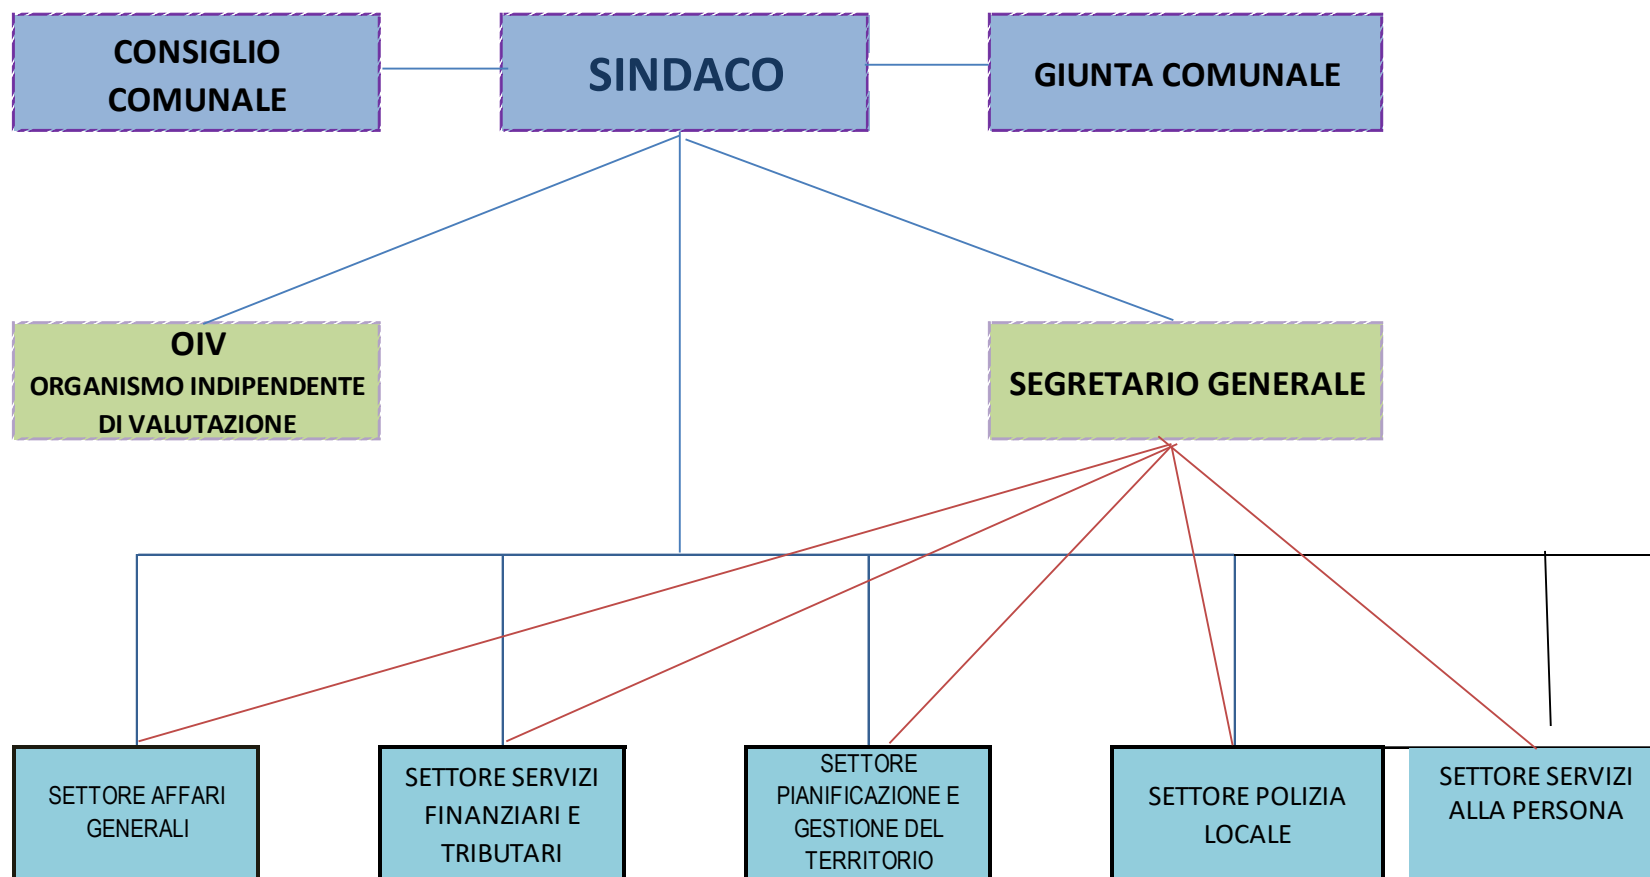 CONSIGLIO
COMUNALE
SINDACO
GIUNTA COMUNALE
OIV
ORGANISMO INDIPENDENTE
DI VALUTAZIONE
SEGRETARIO GENERALE
SETTORE AFFARI
GENERALI
SETTORE SERVIZI
FINANZIARI E
TRIBUTARI
SETTORE
PIANIFICAZIONE E
GESTIONE DEL
TERRITORIO
SETTORE POLIZIA
LOCALE
SETTORE SERVIZI
ALLA PERSONA